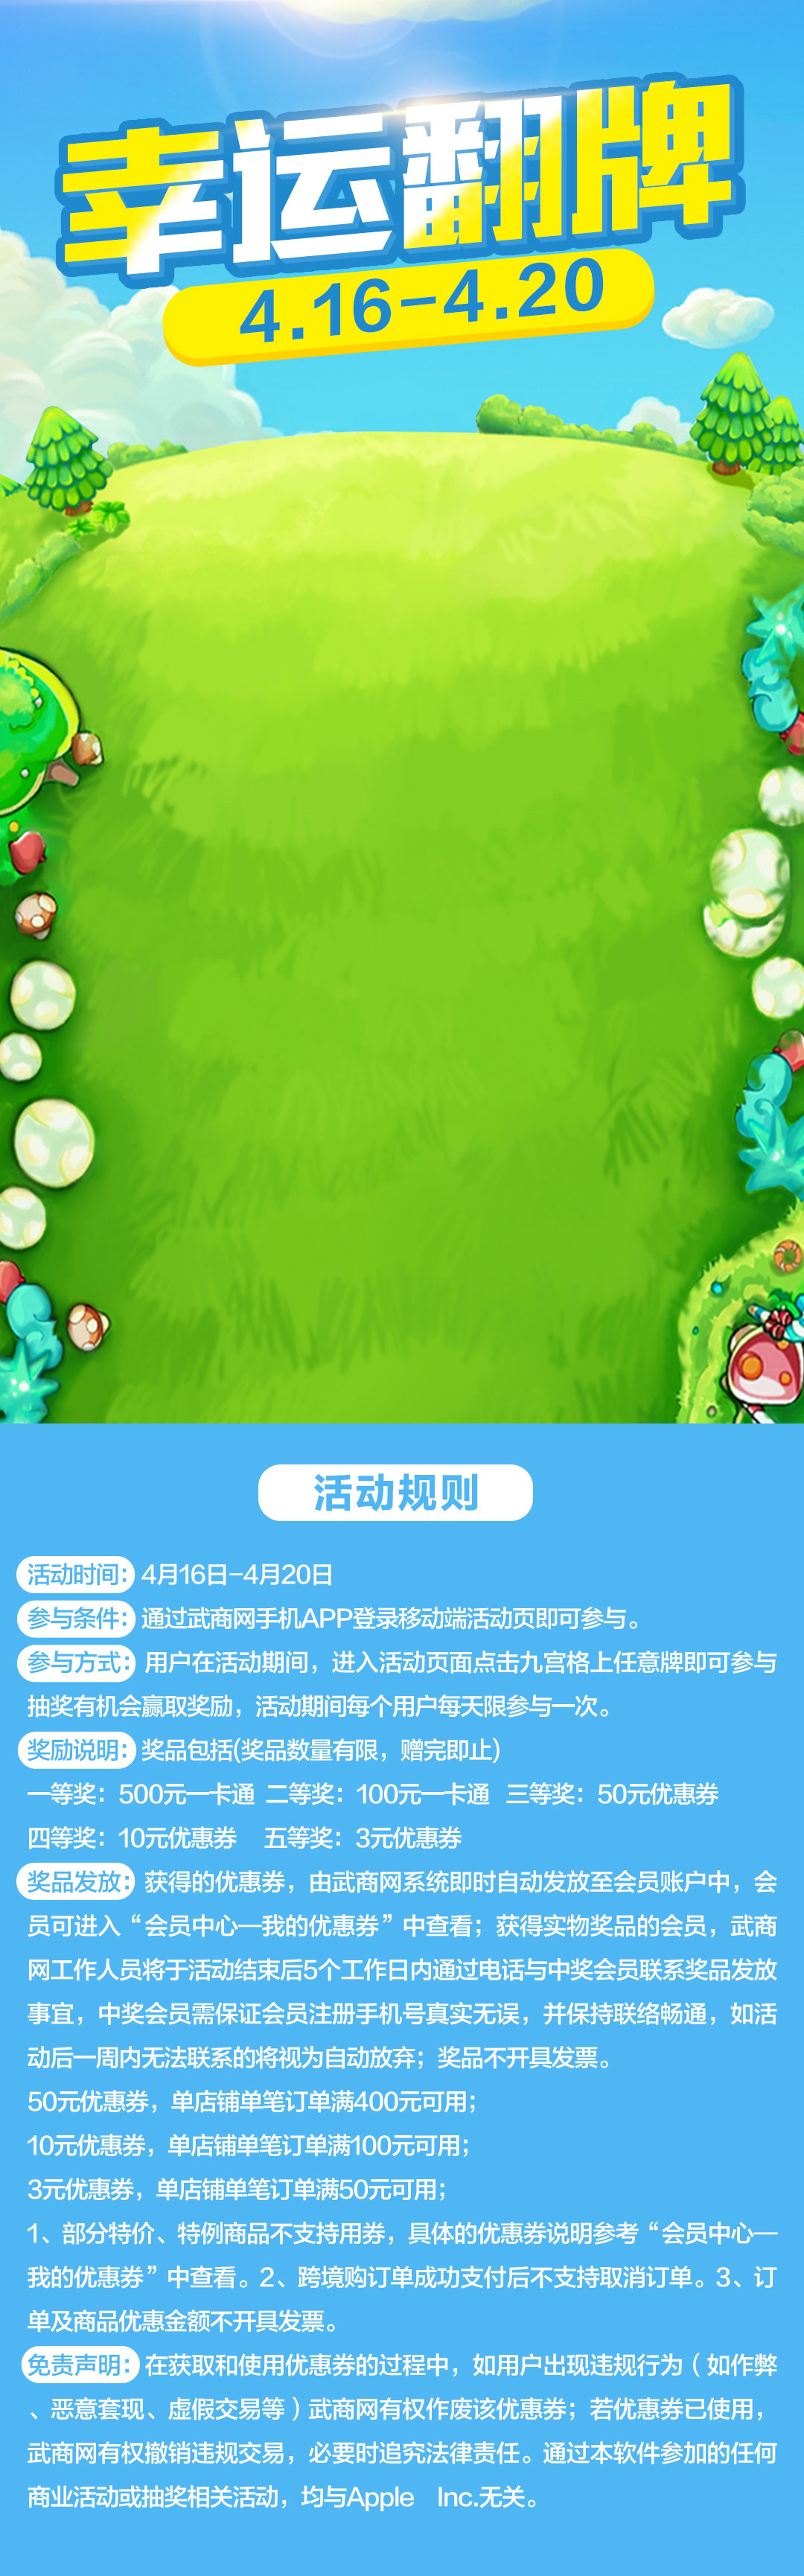 幸运翻牌
4.16-4.20
活动规则
活动时间：4月16日-4月20日
参与条件：通过武商网手机APP登录移动端活动页即可参与。
参与方式：用户在活动期间，进入活动页面点击九宫格上任意牌即可参与
抽奖有机会赢取奖励，活动期间每个用户每天限参与一次。
奖励说明：奖品包括(奖品数量有限，赠完即止)
一等奖：500元一卡通 二等奖：100元一卡通 三等奖：50元优惠券
四等奖：10元优惠券 五等奖：3元优惠券
奖品发放：获得的优惠券，由武商网系统即时自动发放至会员账户中，会
员可进入“会员中心—我的优惠券”中查看；获得实物奖品的会员，武商
网工作人员将于活动结束后5个工作日内通过电话与中奖会员联系奖品发放
事宜，中奖会员需保证会员注册手机号真实无误，并保持联络畅通，如活
动后一周内无法联系的将视为自动放弃；奖品不开具发票。
50元优惠券，单店铺单笔订单满400元可用；
10元优惠券，单店铺单笔订单满100元可用；
3元优惠券，单店铺单笔订单满50元可用；
1、部分特价、特例商品不支持用券，具体的优惠券说明参考“会员中心—
我的优惠券”中查看。2、跨境购订单成功支付后不支持取消订单。3、订
单及商品优惠金额不开具发票。
免责声明：在获取和使用优惠券的过程中，如用户出现违规行为（如作弊
、恶意套现、虚假交易等）武商网有权作废该优惠券；若优惠券已使用，
武商网有权撤销违规交易，必要时追究法律责任。通过本软件参加的任何
商业活动或抽奖相关活动，均与Apple Inc.无关。